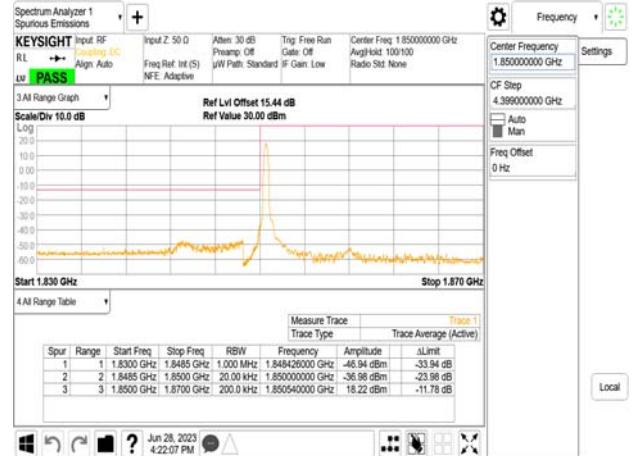 Spectrum Analyzer 1
Spurious Emissions
Frequency
KEYSIGHT Input: RF Input Z: 50 Ω Atten: 30 dB Trig: Free Run Center Freq: 1.850000000 GHz
RL Coupling: DC Preamp: Off Gate: Off Avg|Hold: 100/100
Align: Auto Freq Ref: Int (S) µW Path: Standard IF Gain: Low Radio Std: None
NFE: Adaptive
PASS
Center Frequency
1.850000000 GHz
Settings
CF Step
4.399000000 GHz
Auto
Man
Freq Offset
0 Hz
3 All Range Graph
Ref Lvl Offset 15.44 dB
Scale/Div 10.0 dB Ref Value 30.00 dBm
Log
20.0
10.0
0.00
-10.0
-20.0
-30.0
-40.0
-50.0
-60.0
Start 1.830 GHz Stop 1.870 GHz
4 All Range Table
Measure Trace Trace 1
Trace Type Trace Average (Active)
Spur Range Start Freq Stop Freq RBW Frequency Amplitude ΔLimit
1 1 1.8300 GHz 1.8485 GHz 1.000 MHz 1.848426000 GHz -46.94 dBm -33.94 dB
2 2 1.8485 GHz 1.8500 GHz 20.00 kHz 1.850000000 GHz -36.98 dBm -23.98 dB
3 3 1.8500 GHz 1.8700 GHz 200.0 kHz 1.850540000 GHz 18.22 dBm -11.78 dB
Local
Jun 28, 2023
4:22:07 PM